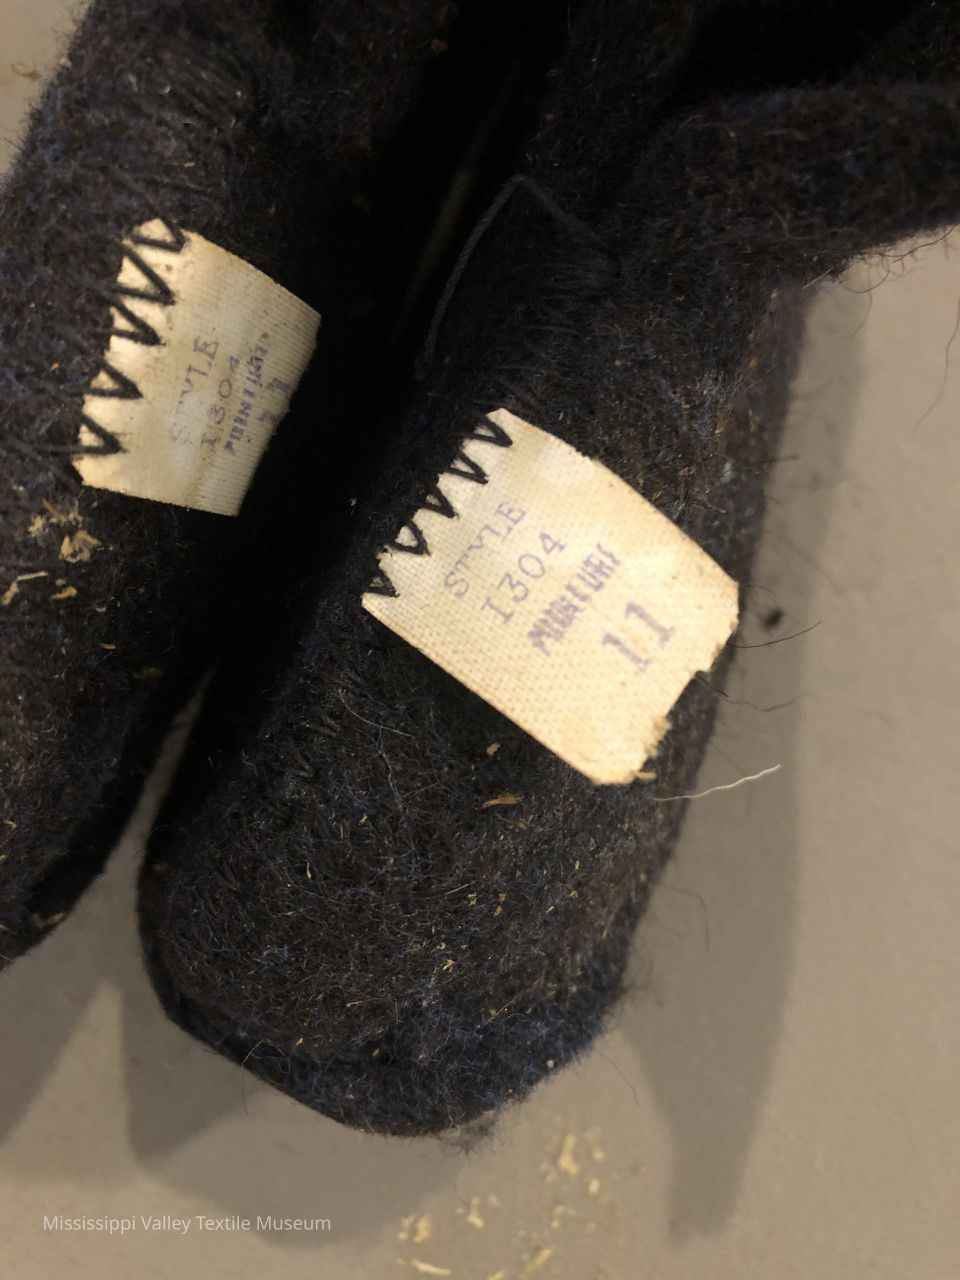 STYLE
1304
STYLE
1304
11
Mississippi Valley Textile Museum